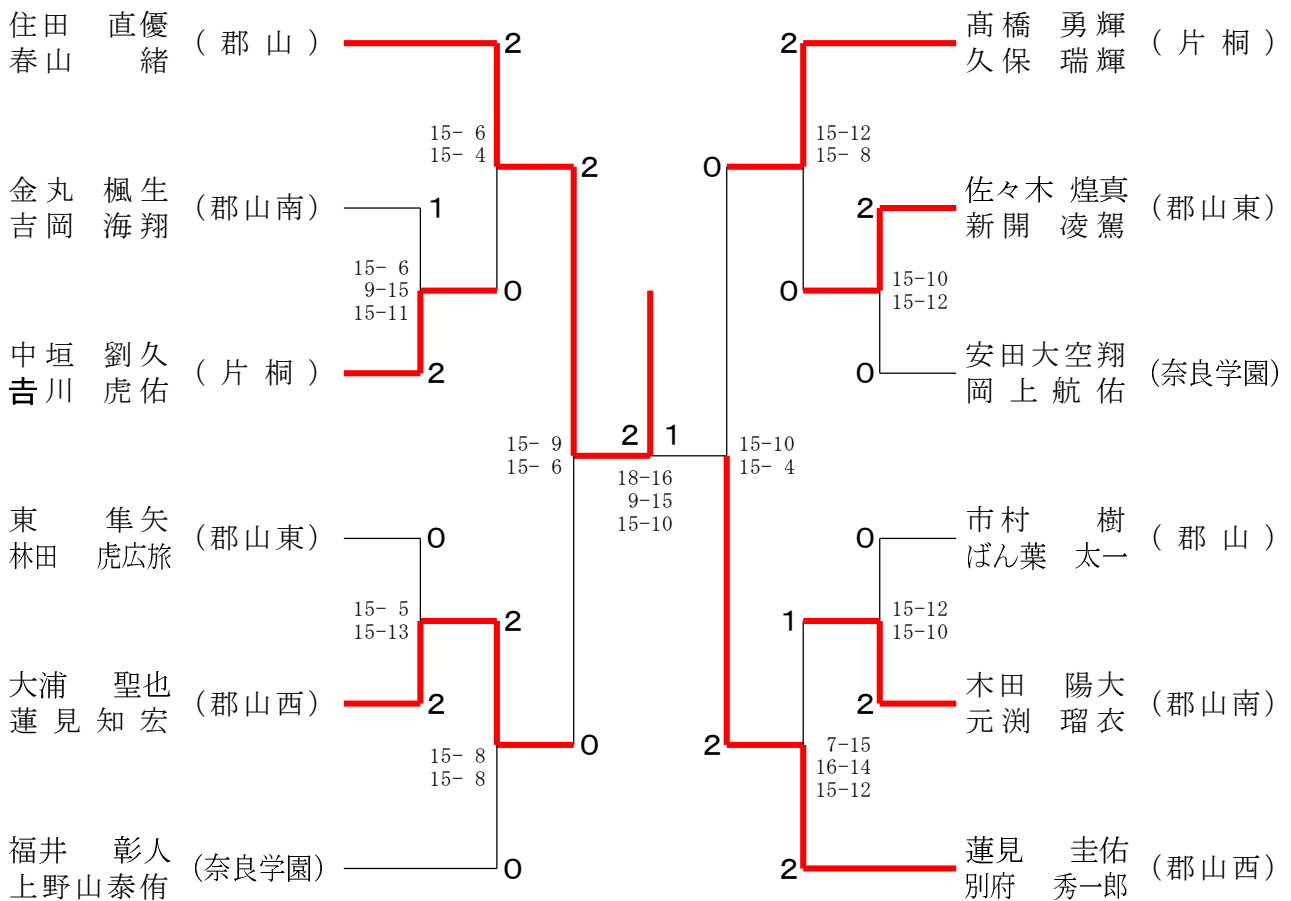 住田　直優
春山　　緒
(郡山)
2
15- 6
15- 4
2
金丸　楓生
吉岡　海翔
(郡山南)
1
15- 6
9-15
15-11
0
中垣　劉久
𠮷川　虎佑
(片桐)
2
15- 9
15- 6
東　　隼矢
林田　虎広旅
(郡山東)
0
15- 5
15-13
2
大浦　聖也
蓮見知宏
(郡山西)
2
15- 8
15- 8
0
福井　彰人
上野山泰侑
(奈良学園)
0
2 1
18-16
9-15
15-10
2
髙橋　勇輝
久保　瑞輝
(片桐)
15-12
15- 8
0
2
佐々木 煌真
新開　凌駕
(郡山東)
15-10
15-12
0
0
安田大空翔
岡上航佑
(奈良学園)
15-10
15- 4
0
市村　　樹
ばん葉　太一
(郡山)
15-12
15-10
1
2
木田　陽大
元渕　瑠衣
(郡山南)
2
7-15
16-14
15-12
2
蓮見　圭佑
別府　秀一郎
(郡山西)